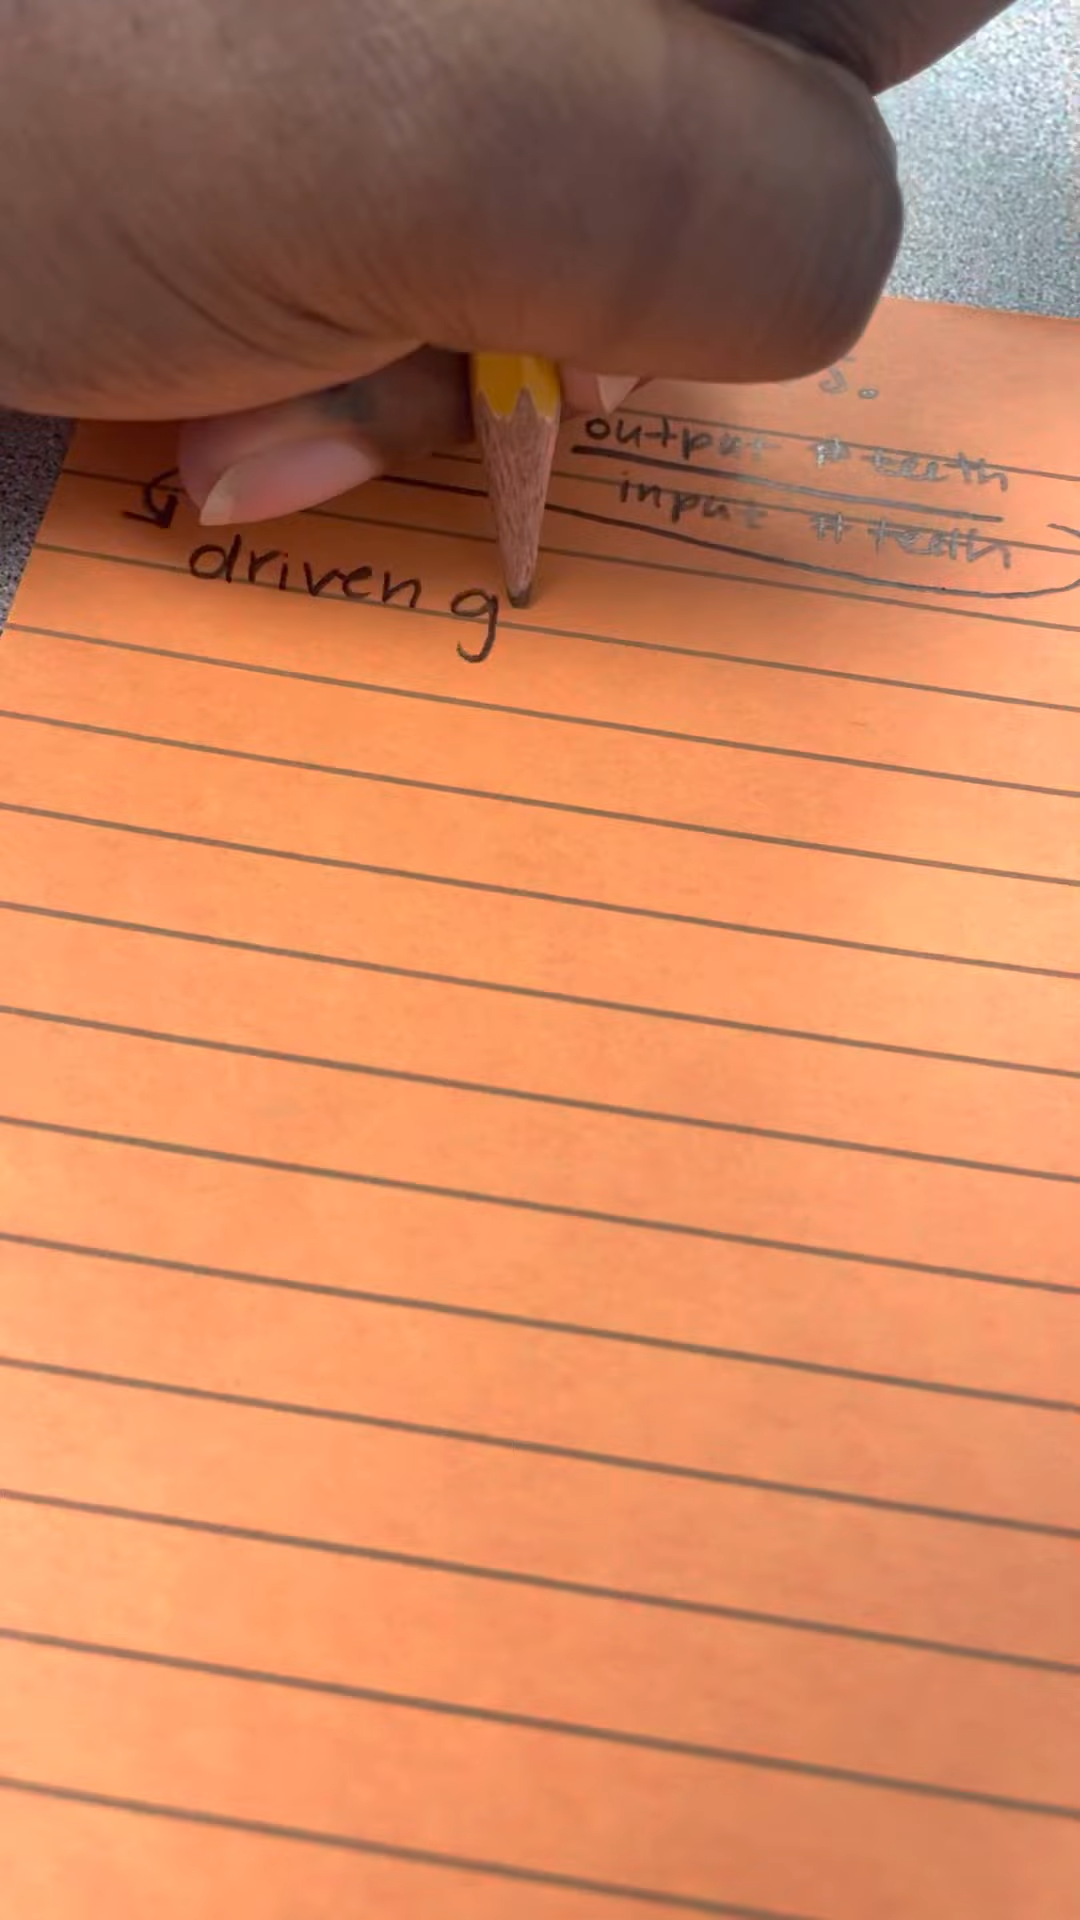 s.
output # teeth
input # teeth
driven g